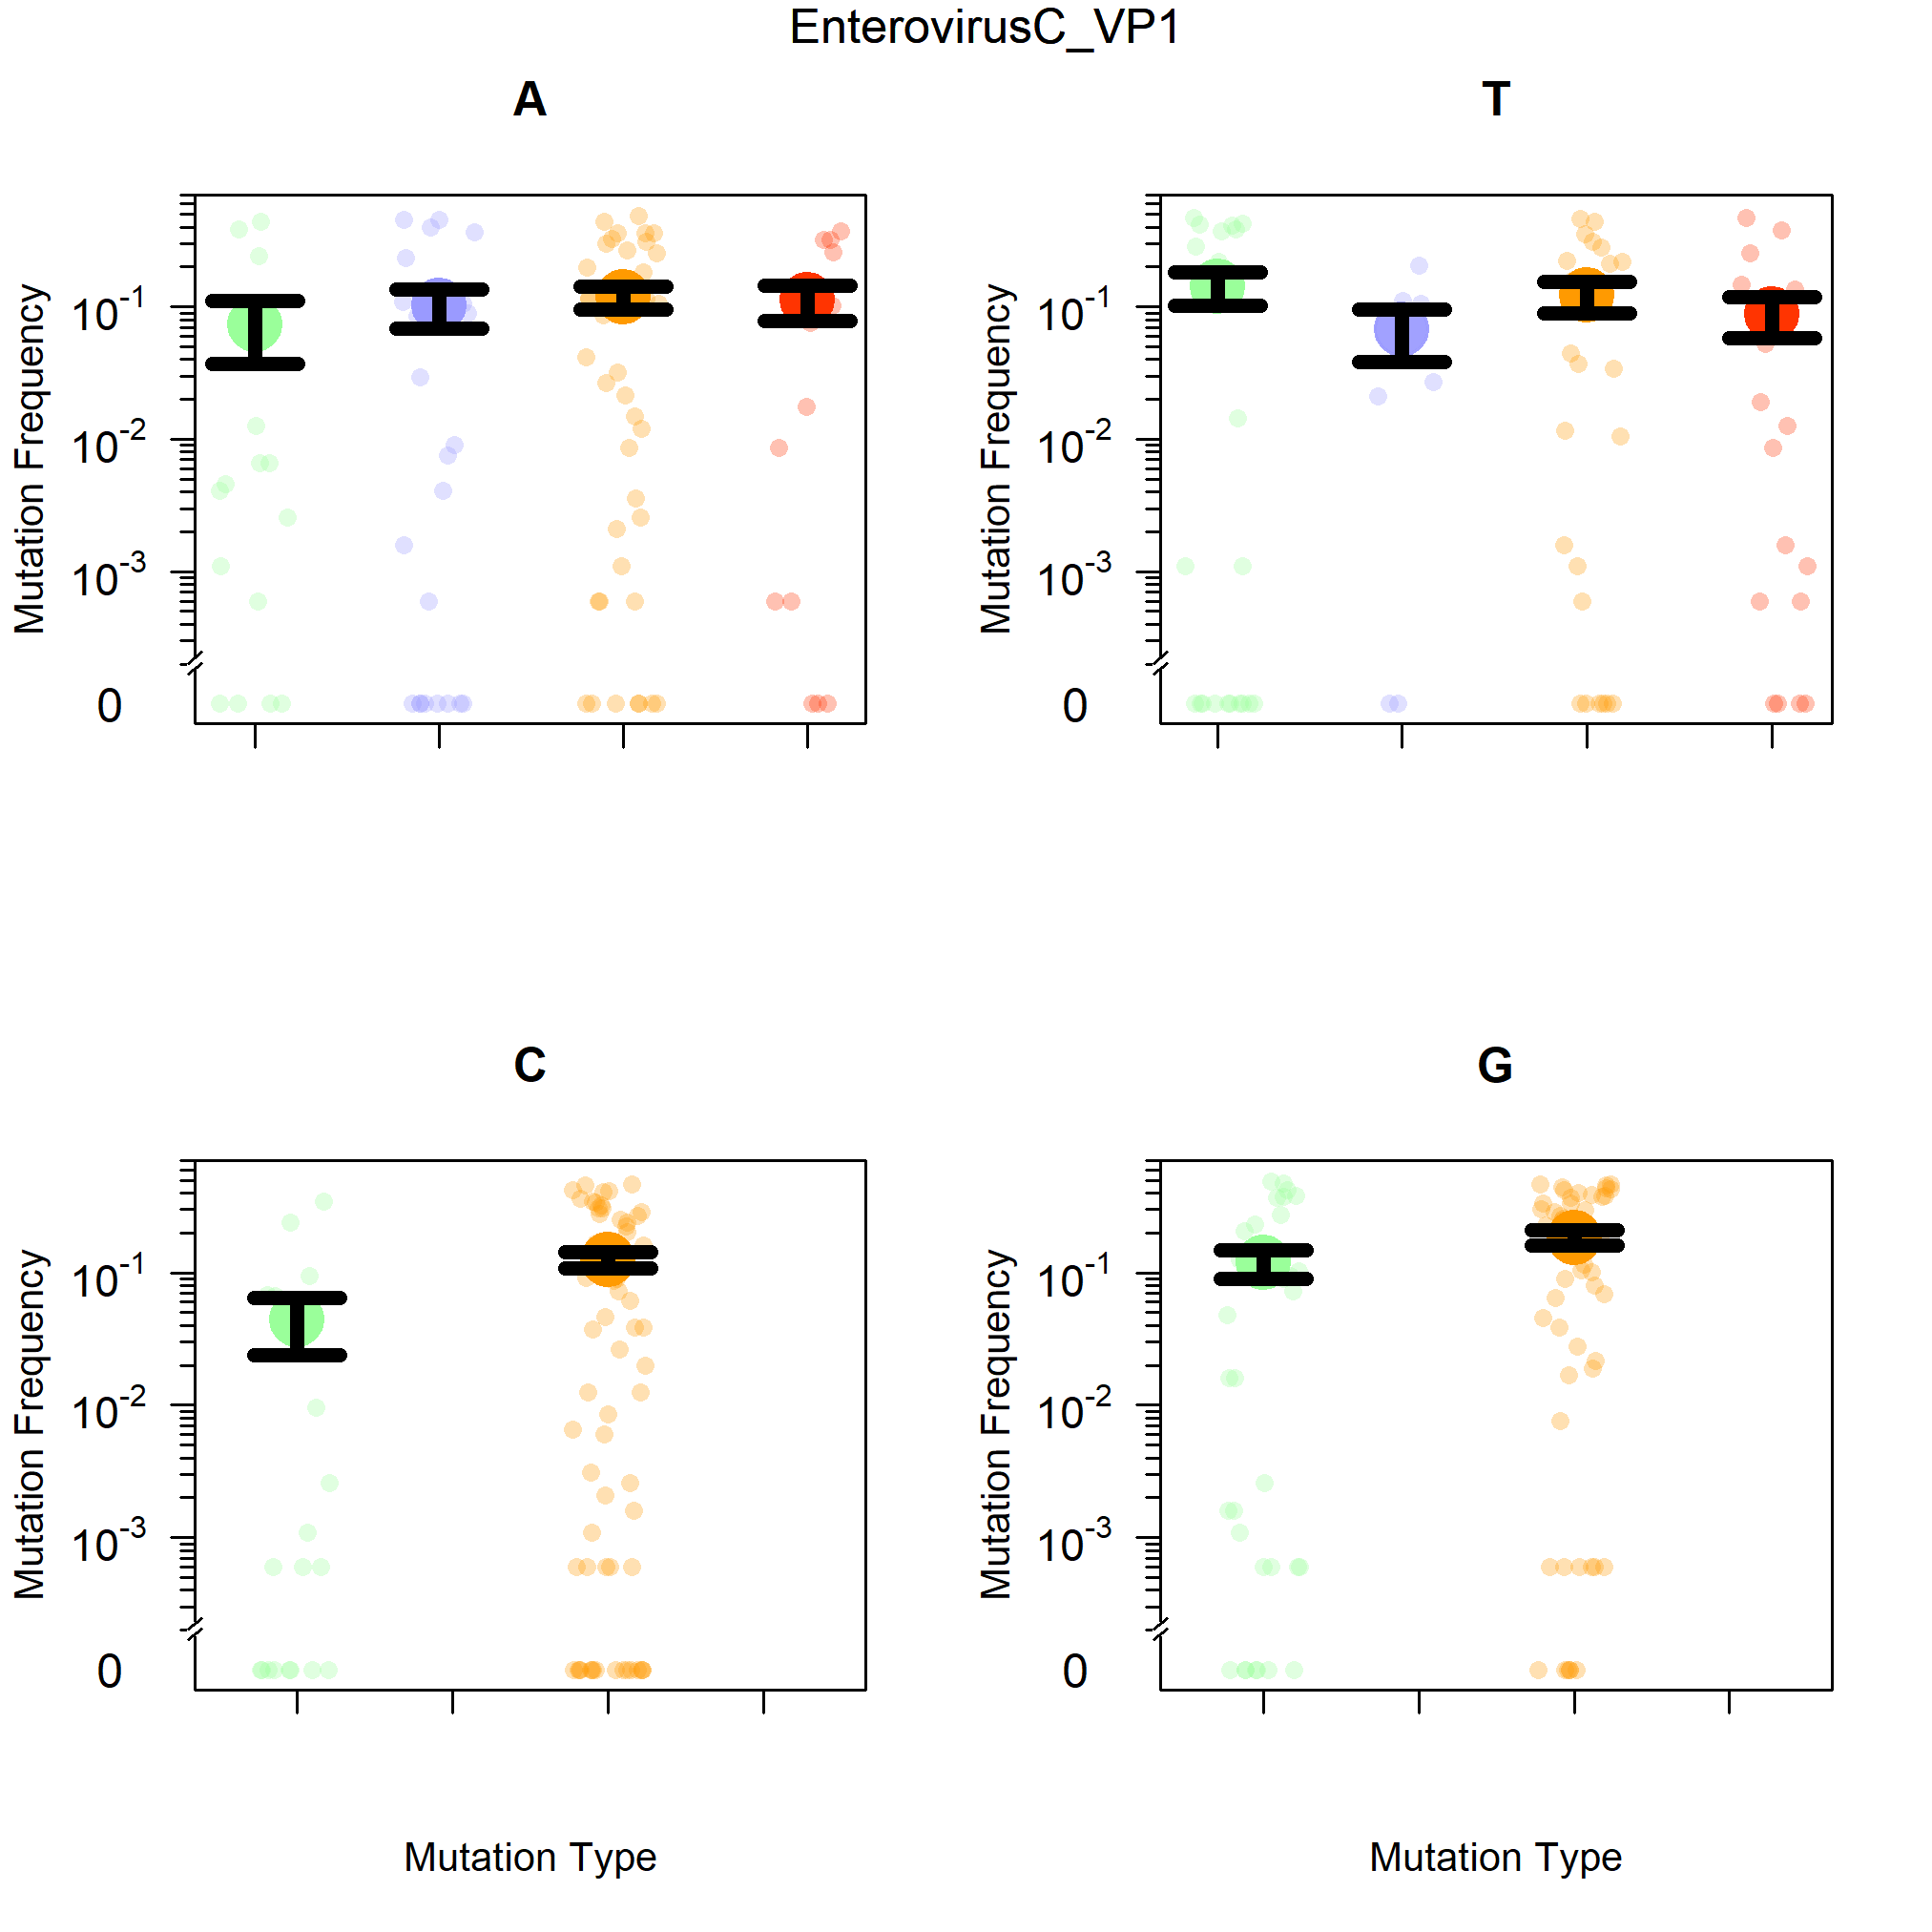 EnterovirusC_VP1
A
Mutation Frequency
10-1
10-2
10-3
0
T
Mutation Frequency
10-1
10-2
10-3
0
C
Mutation Frequency
10-1
10-2
10-3
0
Mutation Type
G
Mutation Frequency
10-1
10-2
10-3
0
Mutation Type